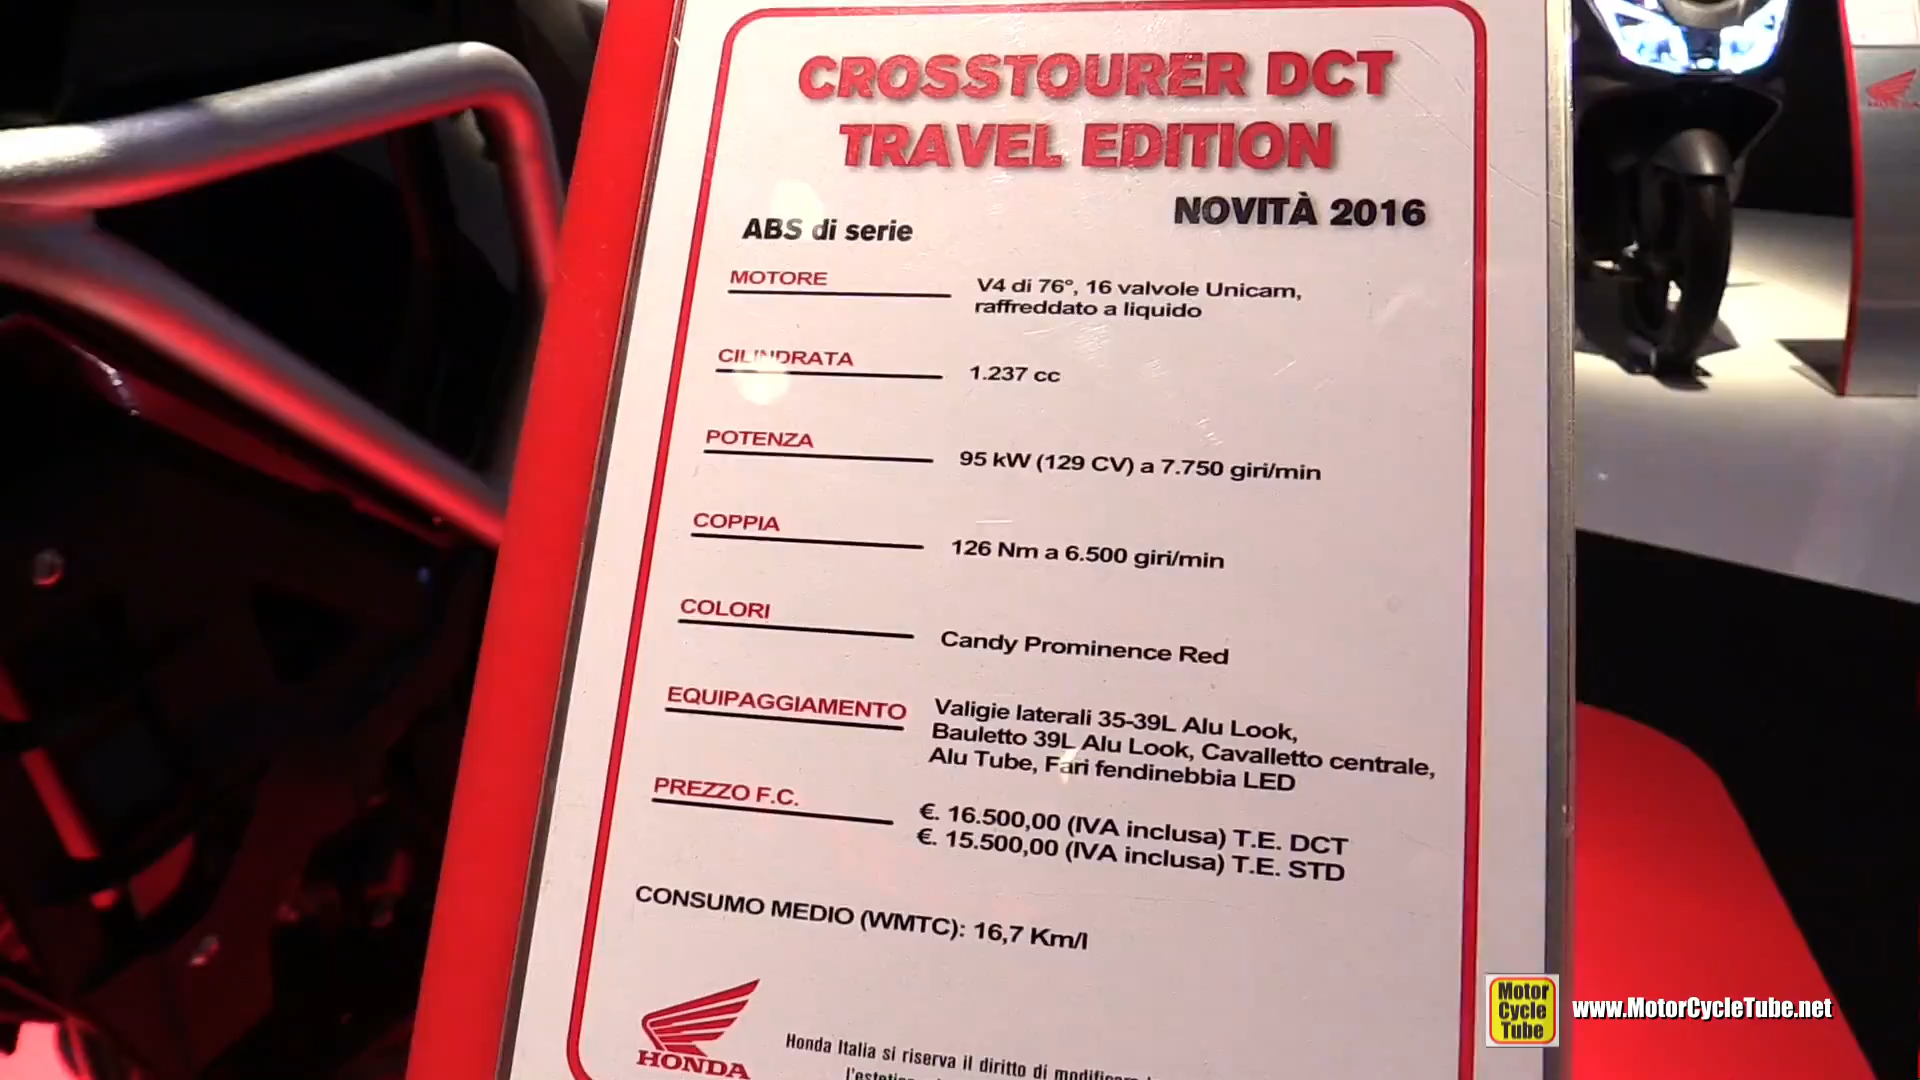 CROSSTOURER DCT
TRAVEL EDITION
NOVITÀ 2016
ABS di serie
MOTORE
V4 di 76°, 16 valvole Unicam,
raffreddato a liquido
CILINDRATA
1.237 cc
POTENZA
95 kW (129 CV) a 7.750 giri/min
COPPIA
126 Nm a 6.500 giri/min
COLORI
Candy Prominence Red
EQUIPAGGIAMENTO
Valigie laterali 35-39L Alu Look,
Bauletto 39L Alu Look, Cavalletto centrale,
Alu Tube, Fari fendinebbia LED
PREZZO F.C.
€. 16.500,00 (IVA inclusa) T.E. DCT
€. 15.500,00 (IVA inclusa) T.E. STD
CONSUMO MEDIO (WMTC): 16,7 Km/l
HONDA
Honda Italia si riserva il diritto di
Motor
Cycle
Tube
www.MotorCycleTube.net
HONDA